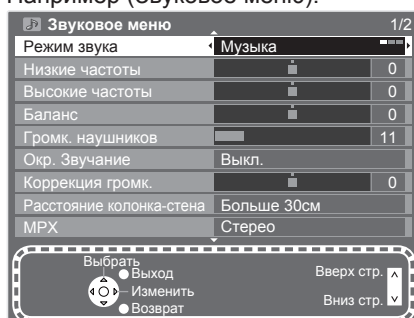 Например (Звуковое меню):
Звуковое меню 1/2
Режим звука Музыка
Низкие частоты 0
Высокие частоты 0
Баланс 0
Громк. наушников 11
Окр. Звучание Выкл.
Коррекция громк. 0
Расстояние колонка-стена Больше 30см
MPX Стерео
Выбрать
Выход Вверх стр.
Изменить
Возврат Вниз стр.